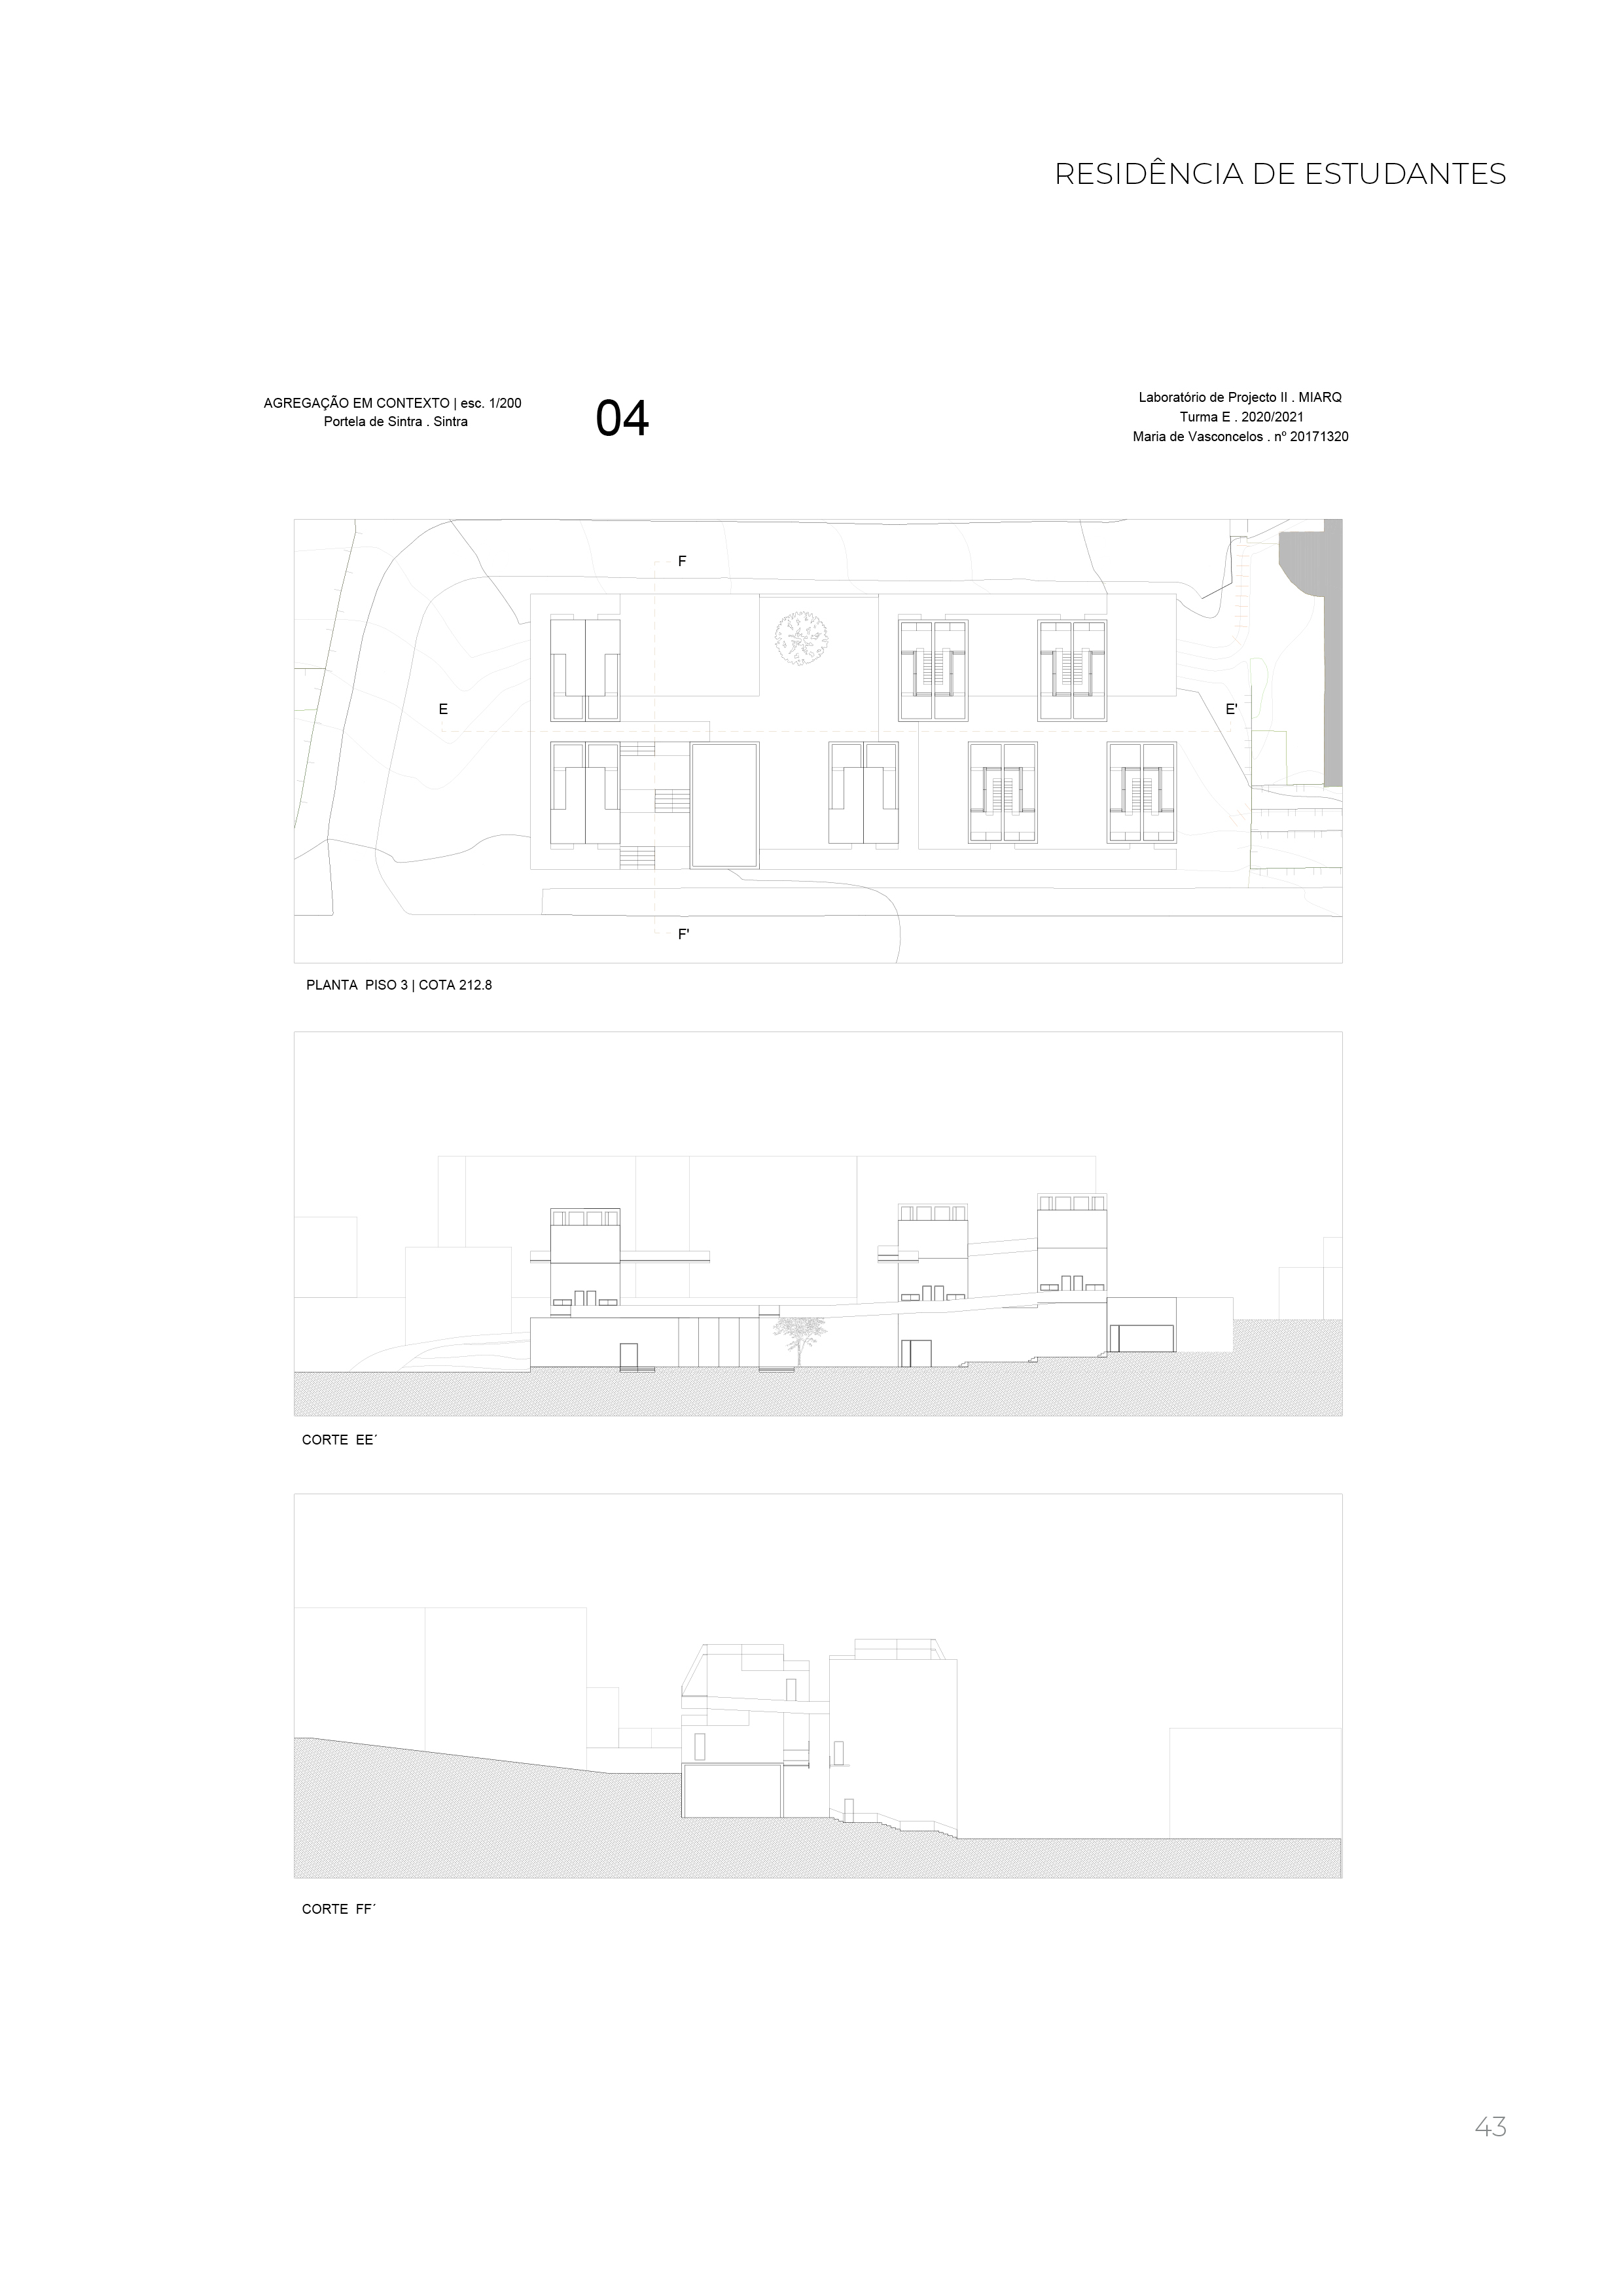 RESIDÊNCIA DE ESTUDANTES
AGREGAÇÃO EM CONTEXTO | esc. 1/200
Portela de Sintra . Sintra
04
Laboratório de Projecto II . MIARQ
Turma E . 2020/2021
Maria de Vasconcelos . nº 20171320
F
E
E'
F'
PLANTA PISO 3 | COTA 212.8
CORTE EE´
CORTE FF´
43